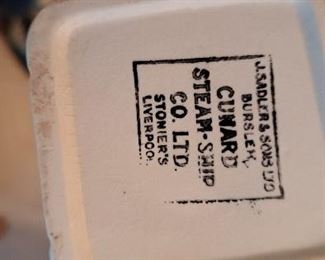 J. SADLER & SONS LTD
BURSLEM,
CUNARD
STEAM-SHIP
CO. LTD.
STONIER'S
LIVERPOOL